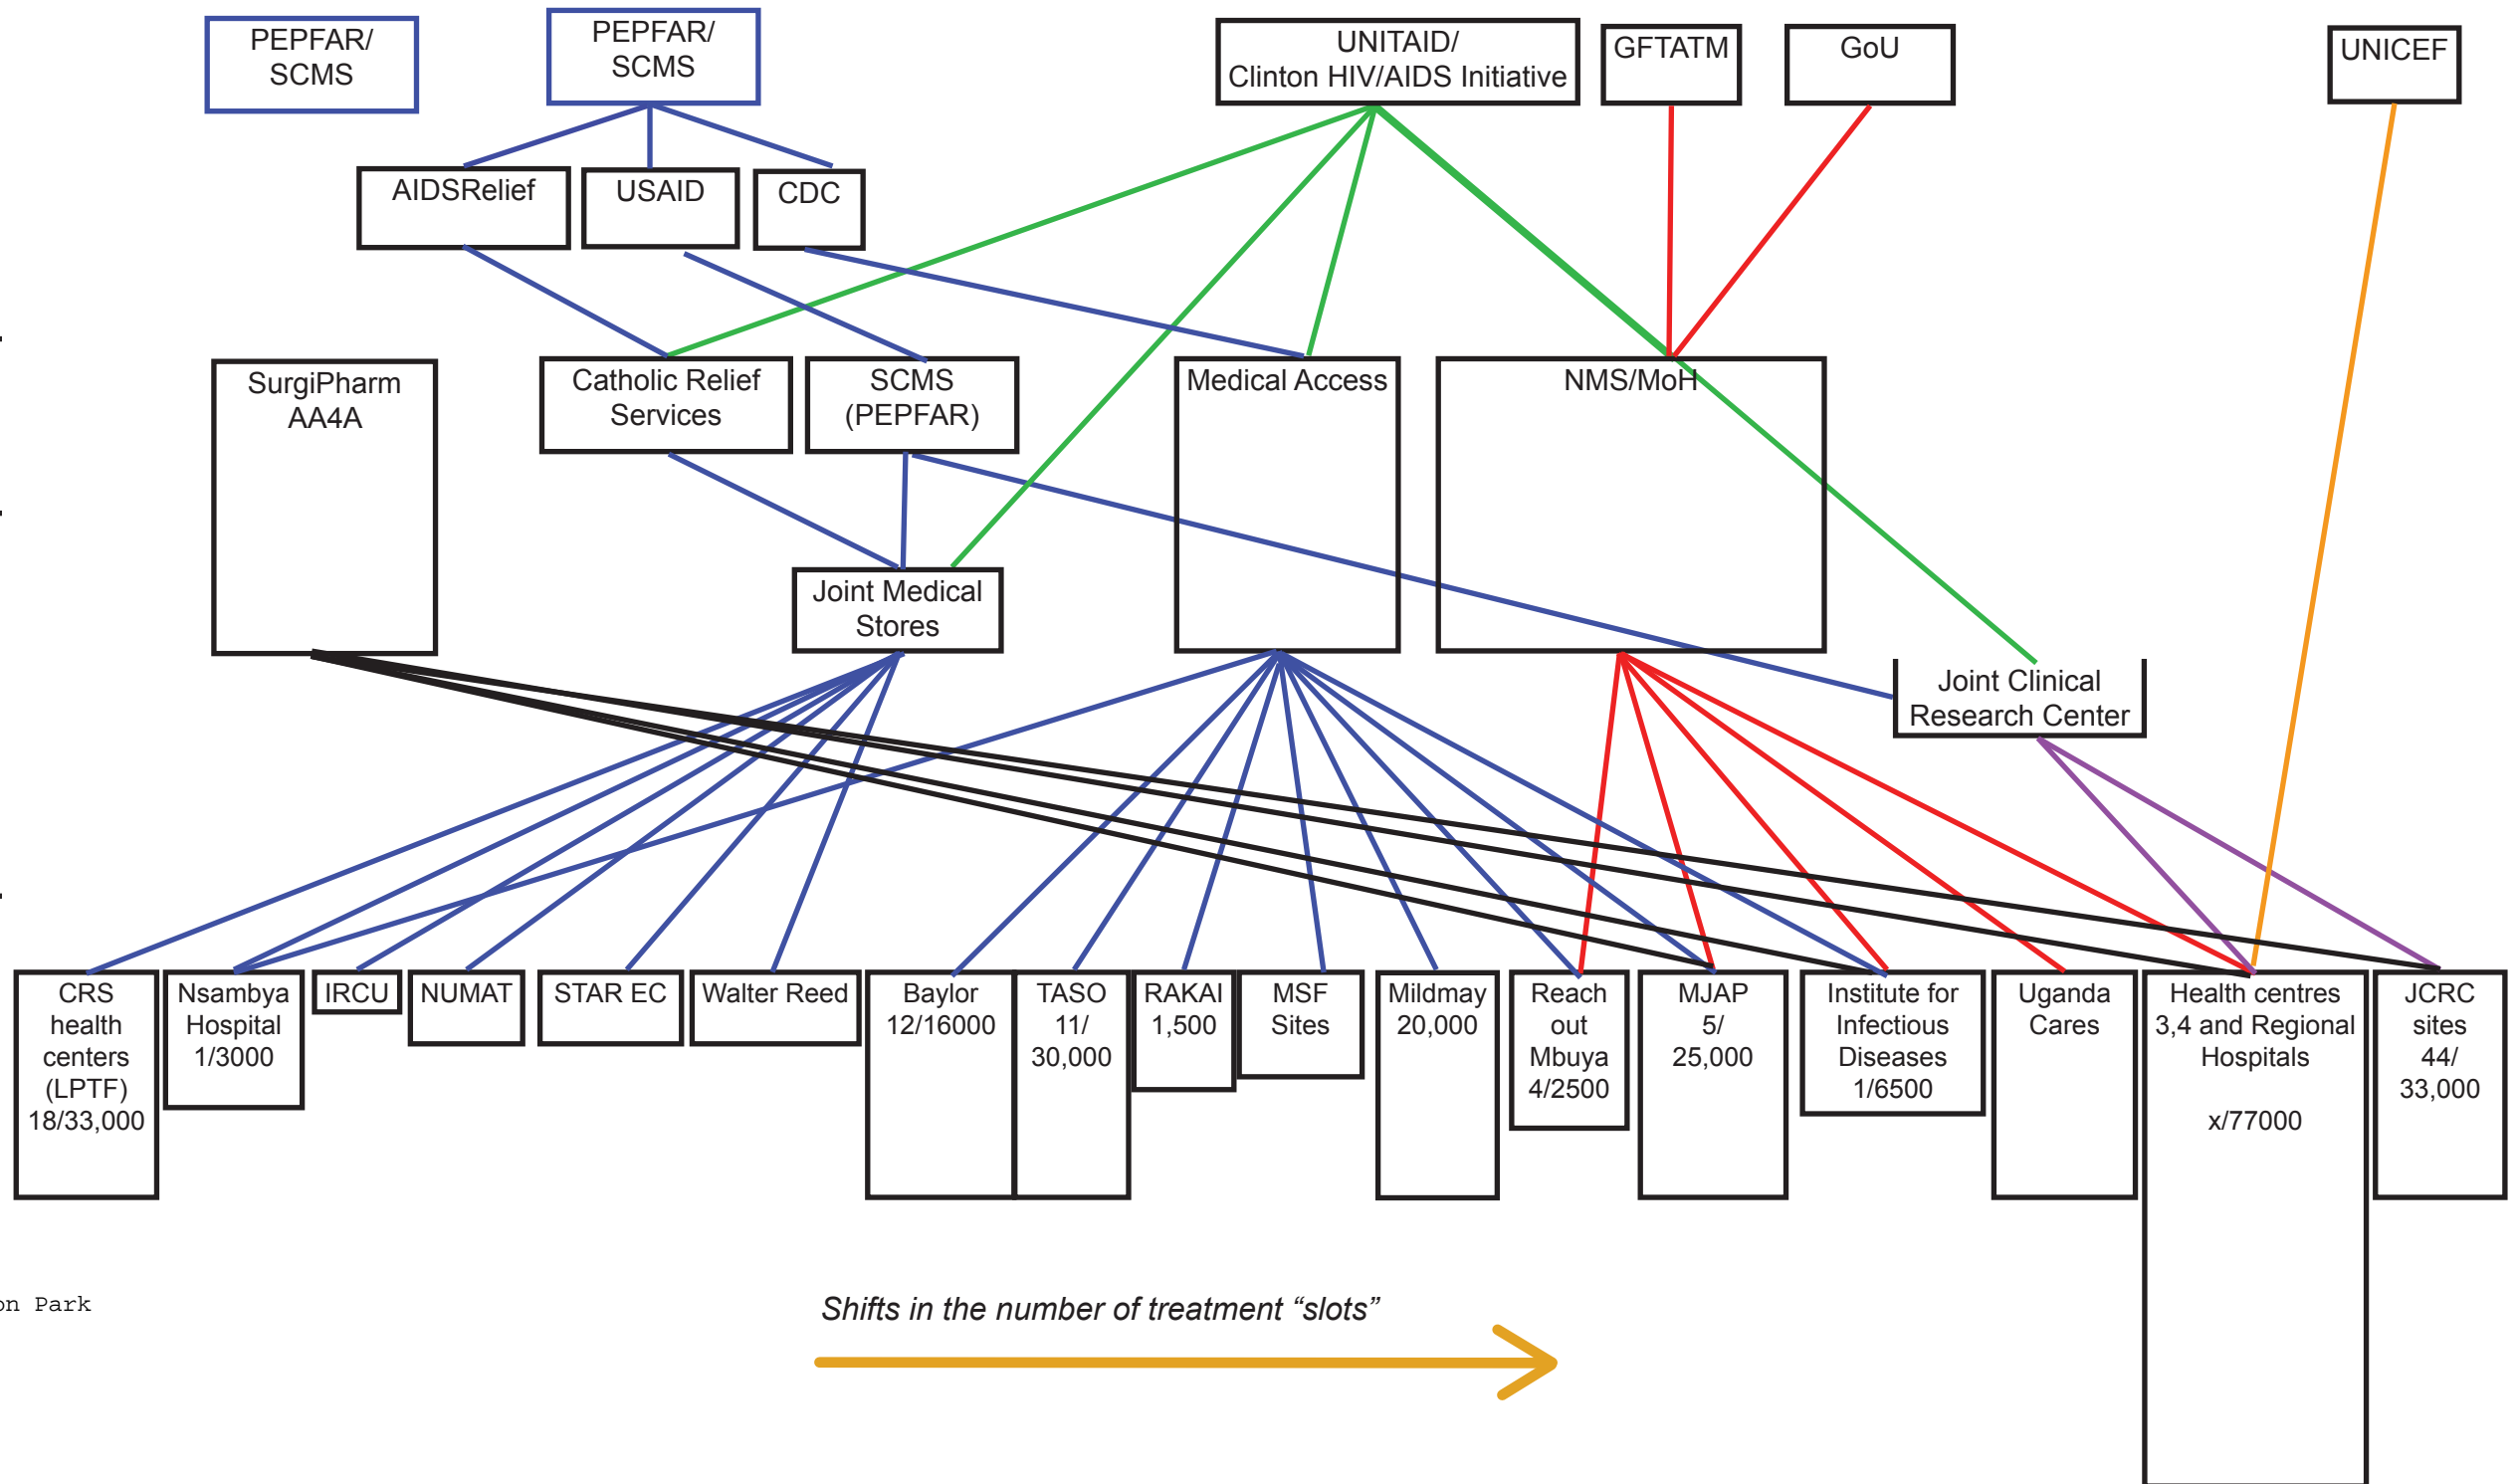 PEPFAR/
SCMS
PEPFAR/
SCMS
UNITAID/
Clinton HIV/AIDS Initiative
GFTATM
GoU
UNICEF
AIDSRelief
USAID
CDC
SurgiPharm
AA4A
Catholic Relief
Services
SCMS
(PEPFAR)
Medical Access
NMS/MoH
Joint Medical
Stores
Joint Clinical
Research Center
CRS
health
centers
(LPTF)
18/33,000
Nsambya
Hospital
1/3000
IRCU
NUMAT
STAR EC
Walter Reed
Baylor
12/16000
TASO
11/
30,000
RAKAI
1,500
MSF
Sites
Mildmay
20,000
Reach
out
Mbuya
4/2500
MJAP
5/
25,000
Institute for
Infectious
Diseases
1/6500
Uganda
Cares
Health centres
3,4 and Regional
Hospitals
x/77000
JCRC
sites
44/
33,000
on Park
Shifts in the number of treatment “slots”